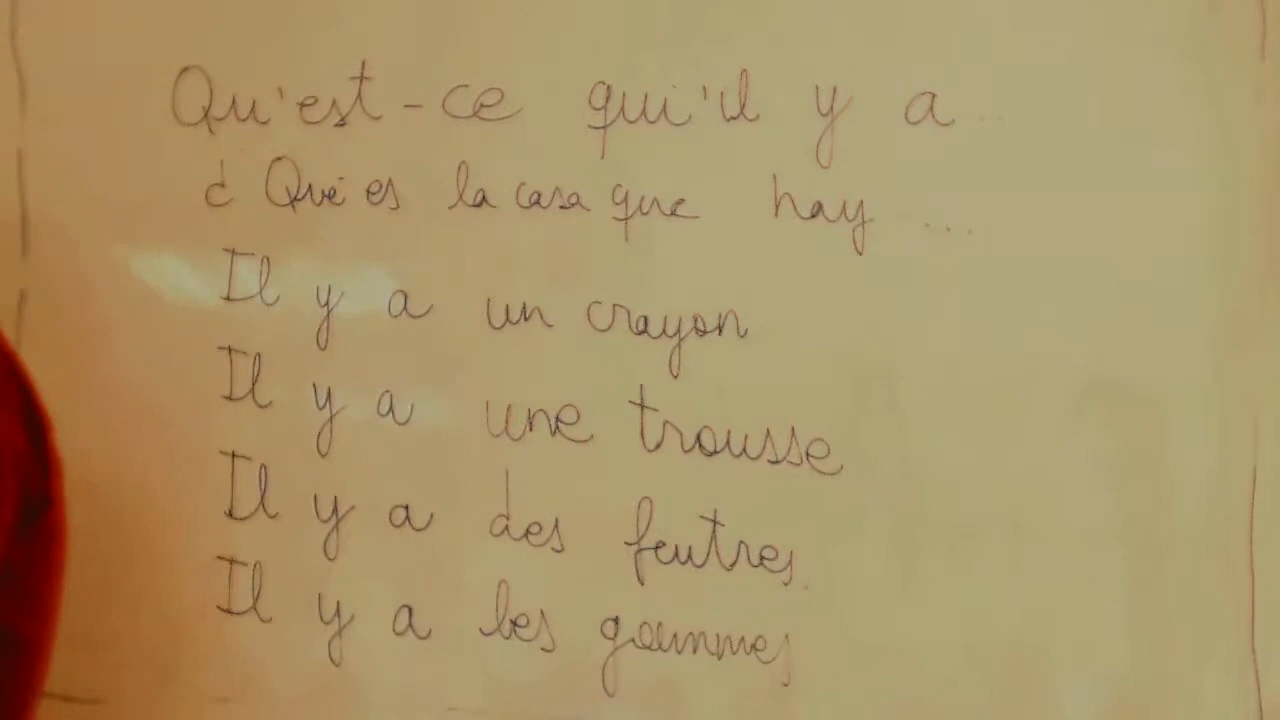 Qu'est-ce qui'il y a ...
¿Qué es la casa que hay ...
Il y a un crayon
Il y a une trousse
Il y a des feutres
Il y a les gommes